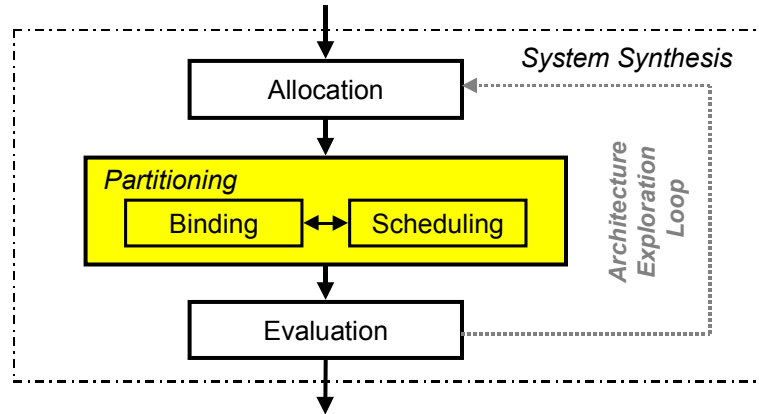 System Synthesis
Allocation
Partitioning
Binding
Scheduling
Evaluation
Architecture
Exploration
Loop